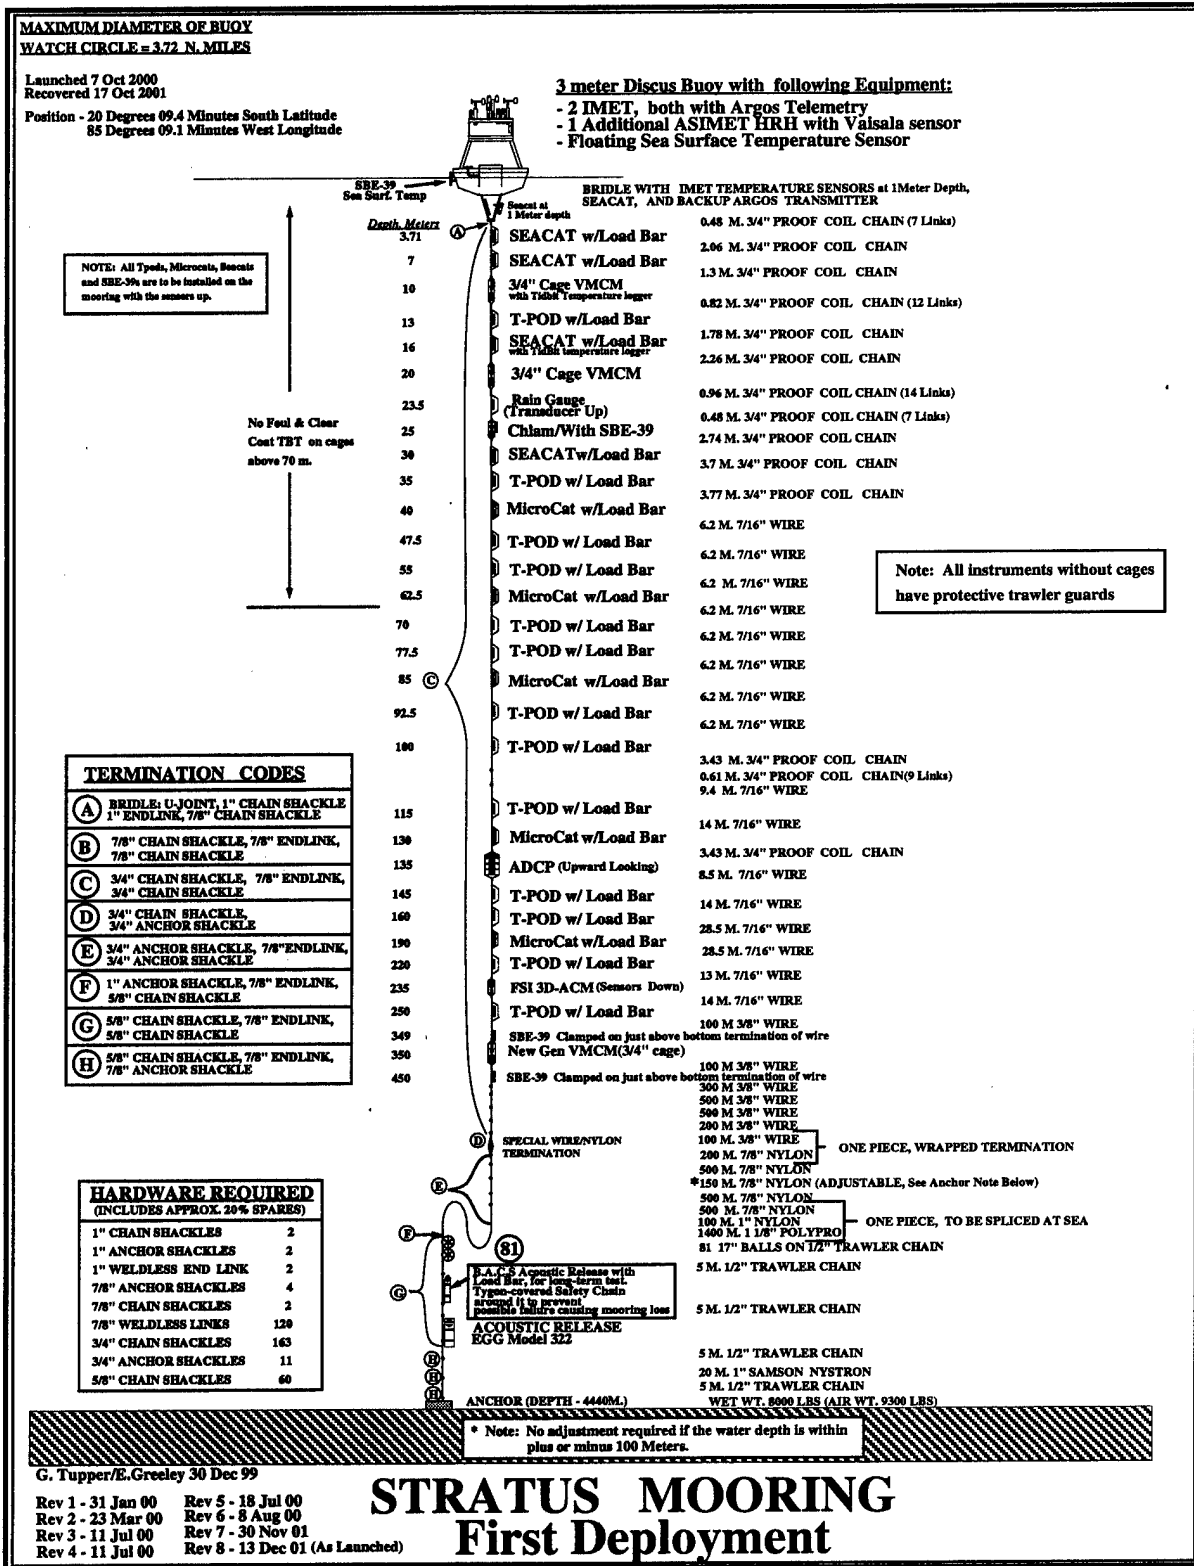 MAXIMUM DIAMETER OF BUOY
WATCH CIRCLE = 3.72 N. MILES
Launched 7 Oct 2000
Recovered 17 Oct 2001
Position - 20 Degrees 09.4 Minutes South Latitude
85 Degrees 09.1 Minutes West Longitude
3 meter Discus Buoy with following Equipment:
- 2 IMET, both with Argos Telemetry
- 1 Additional ASIMET HRH with Vaisala sensor
- Floating Sea Surface Temperature Sensor
SBE-39
Sea Surf. Temp
Seacat at
1 Meter depth
BRIDLE WITH IMET TEMPERATURE SENSORS at 1Meter Depth,
SEACAT, AND BACKUP ARGOS TRANSMITTER
Depth, Meters
A
0.48 M. 3/4" PROOF COIL CHAIN (7 Links)
3.71 SEACAT w/Load Bar
2.06 M. 3/4" PROOF COIL CHAIN
7 SEACAT w/Load Bar
1.3 M. 3/4" PROOF COIL CHAIN
NOTE: All Tpods, Microcats, Seacats
and SBE-39s are to be installed on the
mooring with the sensors up.
10 3/4" Cage VMCM
with Tidbit Temperature logger
0.82 M. 3/4" PROOF COIL CHAIN (12 Links)
13 T-POD w/Load Bar
1.78 M. 3/4" PROOF COIL CHAIN
16 SEACAT w/Load Bar
with TidBit temperature logger
2.26 M. 3/4" PROOF COIL CHAIN
20 3/4" Cage VMCM
0.96 M. 3/4" PROOF COIL CHAIN (14 Links)
23.5 Rain Gauge
(Transducer Up)
0.48 M. 3/4" PROOF COIL CHAIN (7 Links)
25 Chlam/With SBE-39
2.74 M. 3/4" PROOF COIL CHAIN
No Foul & Clear
Coat TBT on cages
above 70 m.
30 SEACATw/Load Bar
3.7 M. 3/4" PROOF COIL CHAIN
35 T-POD w/ Load Bar
3.77 M. 3/4" PROOF COIL CHAIN
40 MicroCat w/Load Bar
6.2 M. 7/16" WIRE
47.5 T-POD w/ Load Bar
6.2 M. 7/16" WIRE
55 T-POD w/ Load Bar
6.2 M. 7/16" WIRE
62.5 MicroCat w/Load Bar
6.2 M. 7/16" WIRE
70 T-POD w/ Load Bar
6.2 M. 7/16" WIRE
77.5 T-POD w/ Load Bar
6.2 M. 7/16" WIRE
85 C MicroCat w/Load Bar
6.2 M. 7/16" WIRE
92.5 T-POD w/ Load Bar
6.2 M. 7/16" WIRE
100 T-POD w/ Load Bar
Note: All instruments without cages
have protective trawler guards
3.43 M. 3/4" PROOF COIL CHAIN
0.61 M. 3/4" PROOF COIL CHAIN(9 Links)
9.4 M. 7/16" WIRE
115 T-POD w/ Load Bar
14 M. 7/16" WIRE
130 MicroCat w/Load Bar
3.43 M. 3/4" PROOF COIL CHAIN
135 ADCP (Upward Looking)
8.5 M. 7/16" WIRE
145 T-POD w/ Load Bar
14 M. 7/16" WIRE
160 T-POD w/ Load Bar
28.5 M. 7/16" WIRE
190 MicroCat w/Load Bar
28.5 M. 7/16" WIRE
220 T-POD w/ Load Bar
13 M. 7/16" WIRE
235 FSI 3D-ACM (Sensors Down)
14 M. 7/16" WIRE
250 T-POD w/ Load Bar
100 M 3/8" WIRE
349 SBE-39 Clamped on just above bottom termination of wire
350 New Gen VMCM(3/4" cage)
100 M 3/8" WIRE
450 SBE-39 Clamped on just above bottom termination of wire
300 M 3/8" WIRE
500 M 3/8" WIRE
500 M 3/8" WIRE
200 M 3/8" WIRE
TERMINATION CODES
A BRIDLE: U-JOINT, 1" CHAIN SHACKLE
1" ENDLINK, 7/8" CHAIN SHACKLE
B 7/8" CHAIN SHACKLE, 7/8" ENDLINK,
7/8" CHAIN SHACKLE
C 3/4" CHAIN SHACKLE, 7/8" ENDLINK,
3/4" CHAIN SHACKLE
D 3/4" CHAIN SHACKLE,
3/4" ANCHOR SHACKLE
E 3/4" ANCHOR SHACKLE, 7/8"ENDLINK,
3/4" ANCHOR SHACKLE
F 1" ANCHOR SHACKLE, 7/8" ENDLINK,
5/8" CHAIN SHACKLE
G 5/8" CHAIN SHACKLE, 7/8" ENDLINK,
5/8" CHAIN SHACKLE
H 5/8" CHAIN SHACKLE, 7/8" ENDLINK,
7/8" ANCHOR SHACKLE
D SPECIAL WIRE/NYLON
TERMINATION
100 M. 3/8" WIRE
200 M. 7/8" NYLON
ONE PIECE, WRAPPED TERMINATION
500 M. 7/8" NYLON
E
*150 M. 7/8" NYLON (ADJUSTABLE, See Anchor Note Below)
500 M. 7/8" NYLON
500 M. 7/8" NYLON
100 M. 1" NYLON
1400 M. 1 1/8" POLYPRO
ONE PIECE, TO BE SPLICED AT SEA
F
81
81 17" BALLS ON 1/2" TRAWLER CHAIN
5 M. 1/2" TRAWLER CHAIN
G
B.A.C.S Acoustic Release with
Load Bar, for long-term test.
Tygon-covered Safety Chain
around it to prevent
possible failure causing mooring loss
5 M. 1/2" TRAWLER CHAIN
ACOUSTIC RELEASE
EGG Model 322
5 M. 1/2" TRAWLER CHAIN
H
20 M. 1" SAMSON NYSTRON
H
5 M. 1/2" TRAWLER CHAIN
H
ANCHOR (DEPTH - 4440M.)
WET WT. 8000 LBS (AIR WT. 9300 LBS)
HARDWARE REQUIRED
(INCLUDES APPROX. 20% SPARES)
1" CHAIN SHACKLES 2
1" ANCHOR SHACKLES 2
1" WELDLESS END LINK 2
7/8" ANCHOR SHACKLES 4
7/8" CHAIN SHACKLES 2
7/8" WELDLESS LINKS 120
3/4" CHAIN SHACKLES 163
3/4" ANCHOR SHACKLES 11
5/8" CHAIN SHACKLES 60
* Note: No adjustment required if the water depth is within
plus or minus 100 Meters.
G. Tupper/E.Greeley 30 Dec 99
Rev 1 - 31 Jan 00
Rev 2 - 23 Mar 00
Rev 3 - 11 Jul 00
Rev 4 - 11 Jul 00
Rev 5 - 18 Jul 00
Rev 6 - 8 Aug 00
Rev 7 - 30 Nov 01
Rev 8 - 13 Dec 01 (As Launched)
STRATUS MOORING
First Deployment